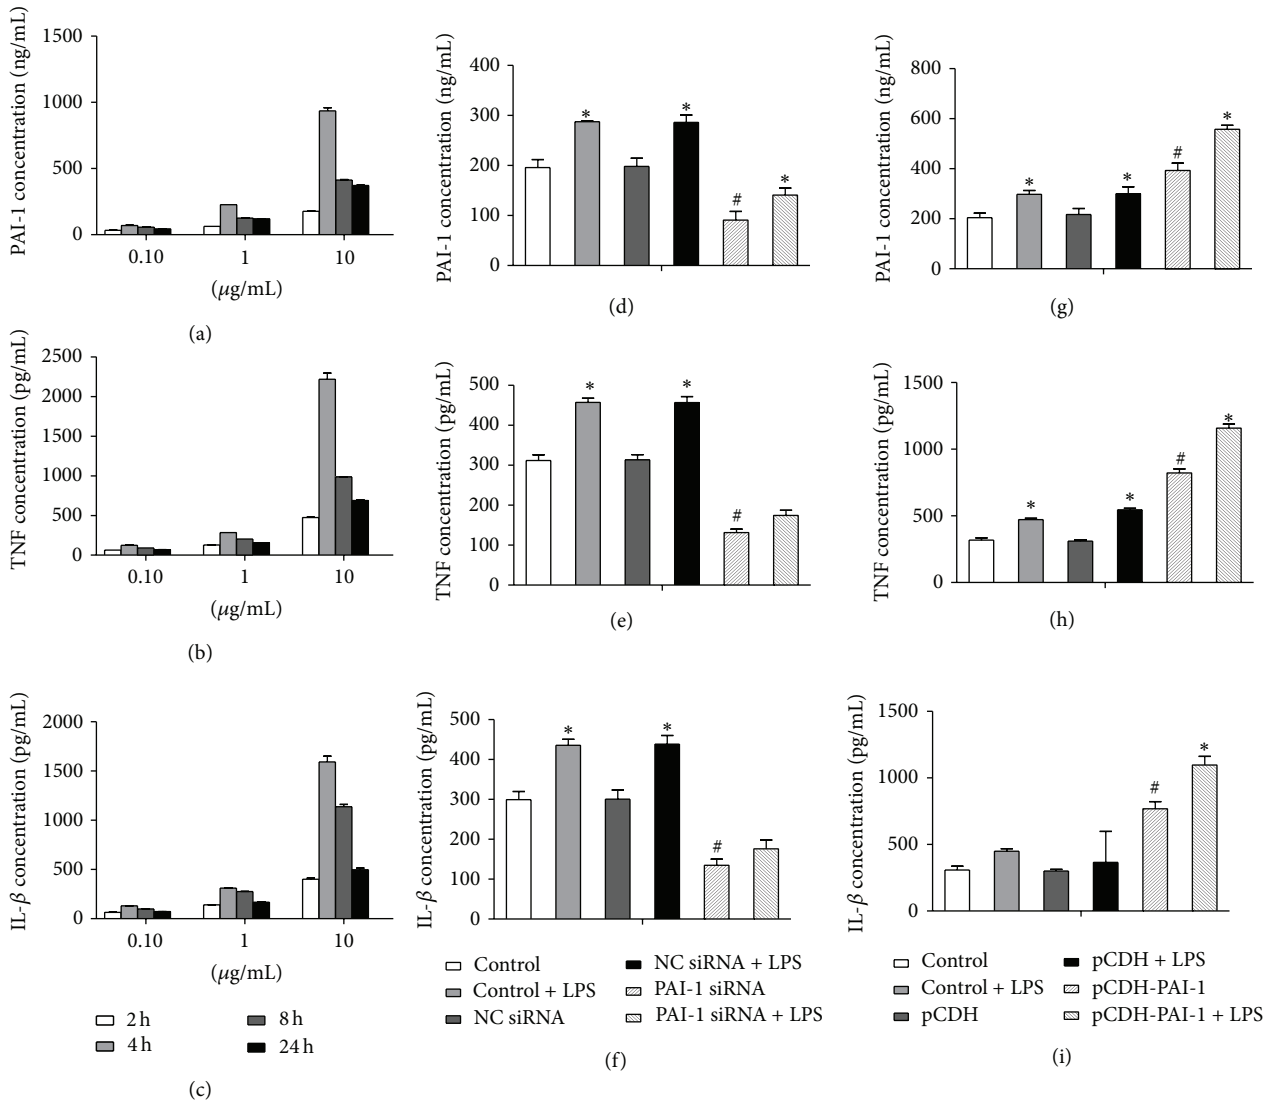 PAI-1 concentration (ng/mL)
1500
1000
500
0
0.10 1 10
(μg/mL)
(a)
TNF concentration (pg/mL)
2500
2000
1500
1000
500
0
0.10 1 10
(μg/mL)
(b)
IL-β concentration (pg/mL)
2000
1500
1000
500
0
0.10 1 10
(μg/mL)
2 h 8 h
4 h 24 h
(c)
PAI-1 concentration (ng/mL)
400
300
200
100
0
* * # *
(d)
TNF concentration (pg/mL)
500
400
300
200
100
0
* * #
(e)
IL-β concentration (pg/mL)
500
400
300
200
100
0
* * #
Control NC siRNA + LPS
Control + LPS PAI-1 siRNA
NC siRNA PAI-1 siRNA + LPS
(f)
PAI-1 concentration (ng/mL)
800
600
400
200
0
* * # *
(g)
TNF concentration (pg/mL)
1500
1000
500
0
* * # *
(h)
IL-β concentration (pg/mL)
1500
1000
500
0
# *
Control pCDH + LPS
Control + LPS pCDH-PAI-1
pCDH pCDH-PAI-1 + LPS
(i)